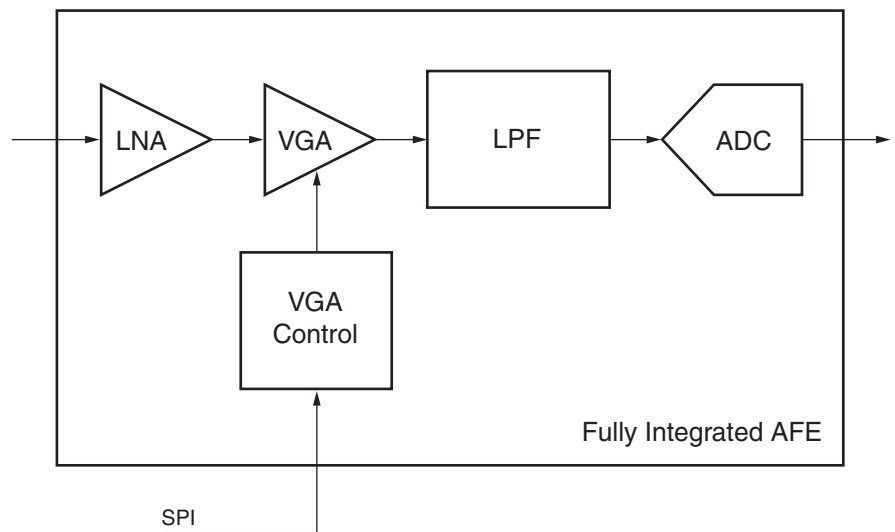 LNA
VGA
LPF
ADC
VGA
Control
Fully Integrated AFE
SPI